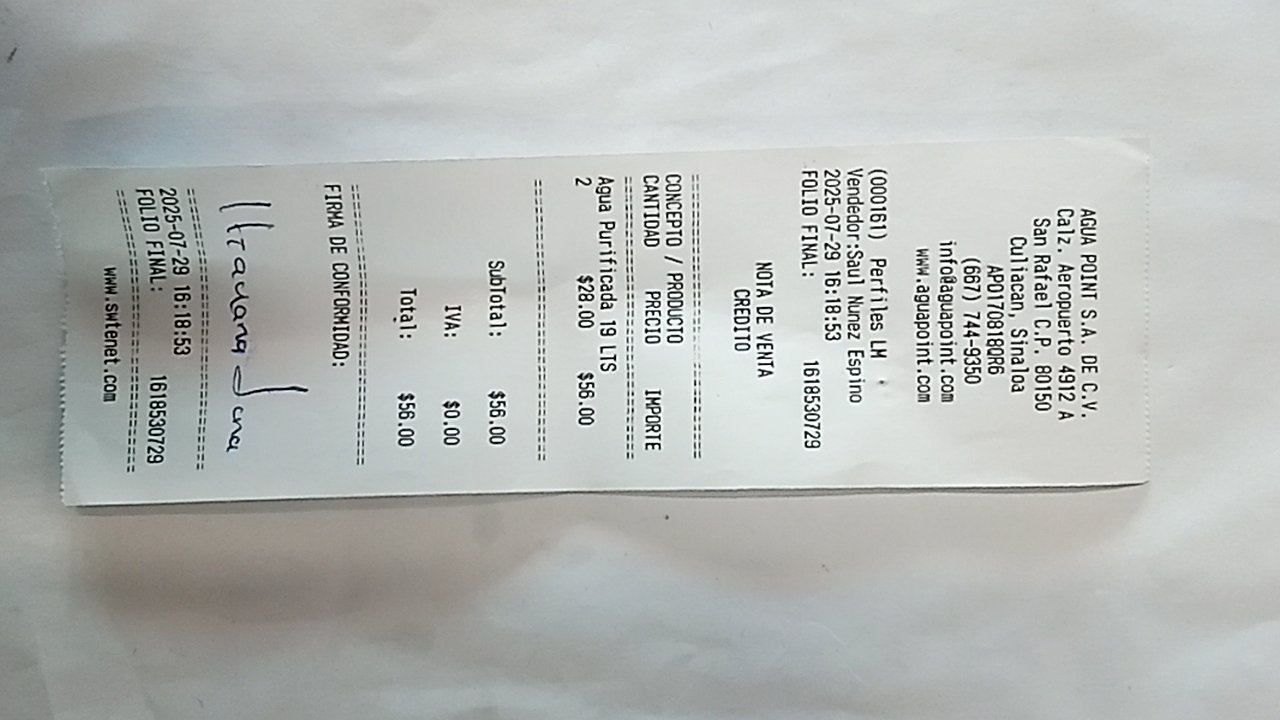 AGUA POINT S.A. DE C.V.
Calz. Aeropuerto 4912 A
San Rafael C.P. 80150
Culiacan, Sinaloa
APO170818QR6
(667) 744-9350
info@aguapoint.com
www.aguapoint.com
(000161) Perfiles LM
Vendedor:Saul Nunez Espino
2025-07-29 16:18:53
FOLIO FINAL: 1618530729
NOTA DE VENTA
CREDITO
CONCEPTO / PRODUCTO
CANTIDAD PRECIO IMPORTE
Agua Purificada 19 LTS
2 $28.00 $56.00
SubTotal: $56.00
IVA: $0.00
Total: $56.00
FIRMA DE CONFORMIDAD:
2025-07-29 16:18:53
FOLIO FINAL: 1618530729
www.smtenet.com